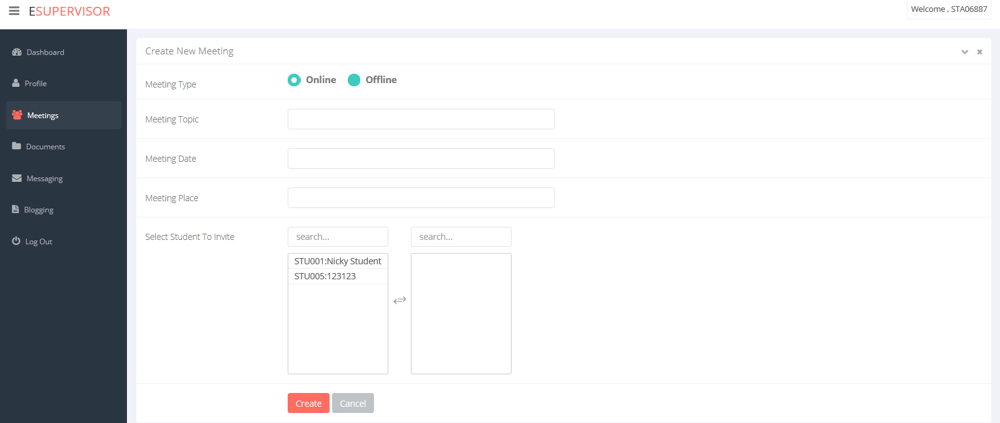 ESUPERVISOR
Welcome , STA06887
Dashboard
Profile
Meetings
Documents
Messaging
Blogging
Log Out
Create New Meeting
Meeting Type
Online
Offline
Meeting Topic
Meeting Date
Meeting Place
Select Student To Invite
search...
search...
STU001:Nicky Student
STU005:123123
Create
Cancel